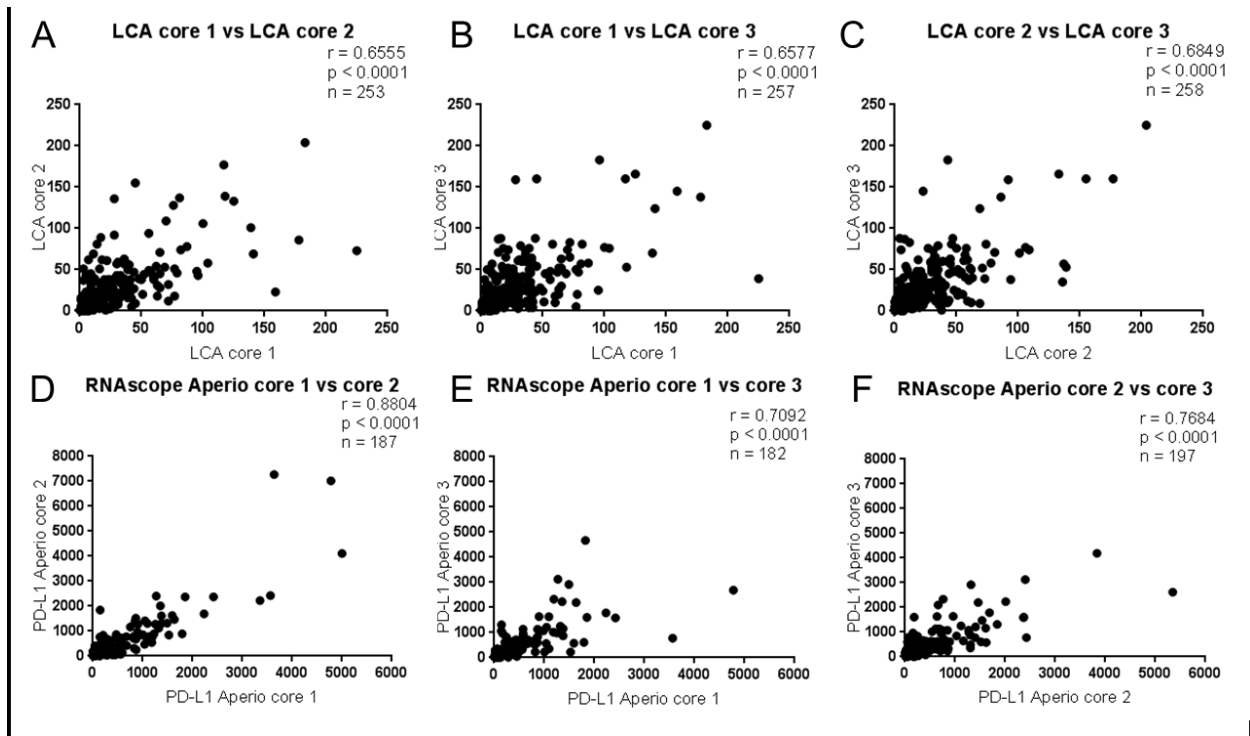 A
LCA core 1 vs LCA core 2
r = 0.6555
p < 0.0001
n = 253
LCA core 2
250
200
150
100
50
0
0 50 100 150 200 250
LCA core 1
B
LCA core 1 vs LCA core 3
r = 0.6577
p < 0.0001
n = 257
LCA core 3
250
200
150
100
50
0
0 50 100 150 200 250
LCA core 1
C
LCA core 2 vs LCA core 3
r = 0.6849
p < 0.0001
n = 258
LCA core 3
250
200
150
100
50
0
0 50 100 150 200 250
LCA core 2
D
RNAscope Aperio core 1 vs core 2
r = 0.8804
p < 0.0001
n = 187
PD-L1 Aperio core 2
8000
7000
6000
5000
4000
3000
2000
1000
0
0 1000 2000 3000 4000 5000 6000
PD-L1 Aperio core 1
E
RNAscope Aperio core 1 vs core 3
r = 0.7092
p < 0.0001
n = 182
PD-L1 Aperio core 3
8000
7000
6000
5000
4000
3000
2000
1000
0
0 1000 2000 3000 4000 5000 6000
PD-L1 Aperio core 1
F
RNAscope Aperio core 2 vs core 3
r = 0.7684
p < 0.0001
n = 197
PD-L1 Aperio core 3
8000
7000
6000
5000
4000
3000
2000
1000
0
0 1000 2000 3000 4000 5000 6000
PD-L1 Aperio core 2